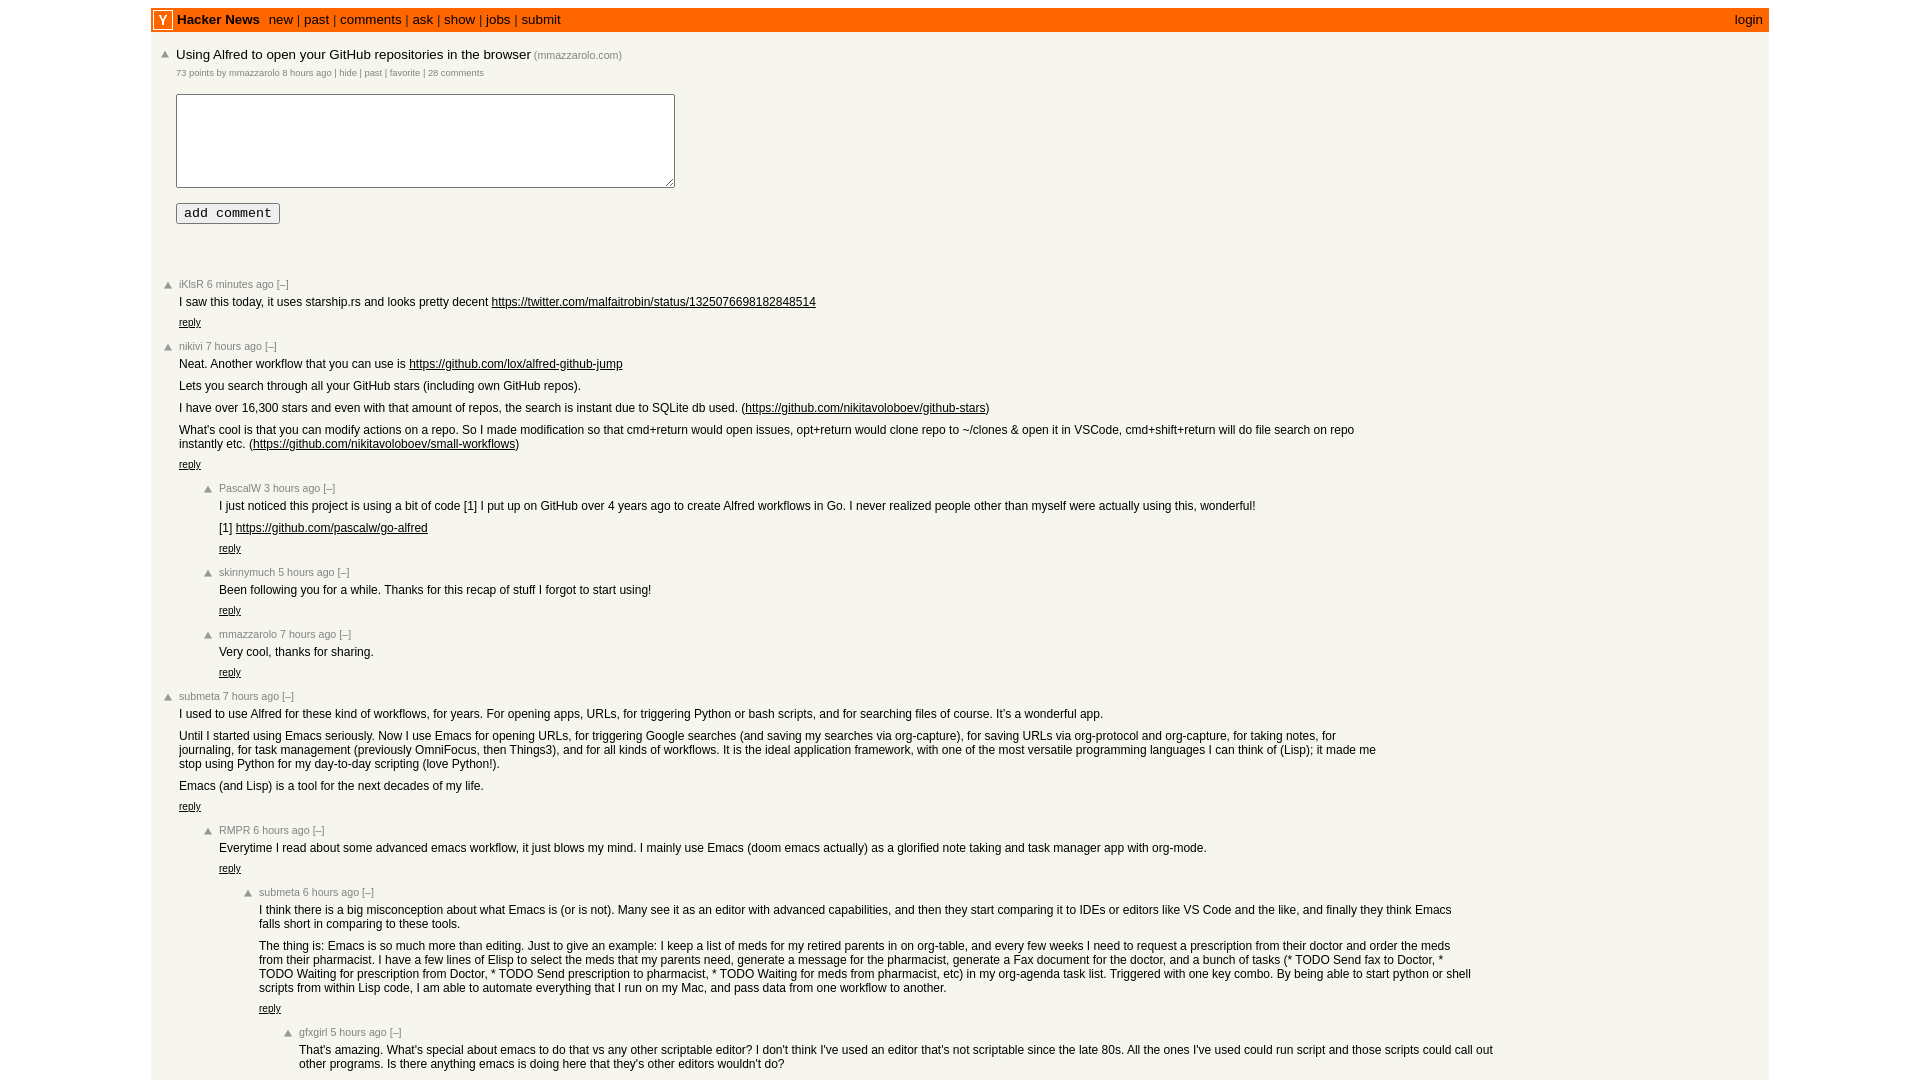 Y Hacker News new | past | comments | ask | show | jobs | submit login
Using Alfred to open your GitHub repositories in the browser (mmazzarolo.com)
73 points by mmazzarolo 8 hours ago | hide | past | favorite | 28 comments
add comment
iKlsR 6 minutes ago [–]
I saw this today, it uses starship.rs and looks pretty decent https://twitter.com/malfaitrobin/status/1325076698182848514
reply
nikivi 7 hours ago [–]
Neat. Another workflow that you can use is https://github.com/lox/alfred-github-jump
Lets you search through all your GitHub stars (including own GitHub repos).
I have over 16,300 stars and even with that amount of repos, the search is instant due to SQLite db used. (https://github.com/nikitavoloboev/github-stars)
What's cool is that you can modify actions on a repo. So I made modification so that cmd+return would open issues, opt+return would clone repo to ~/clones & open it in VSCode, cmd+shift+return will do file search on repo
instantly etc. (https://github.com/nikitavoloboev/small-workflows)
reply
PascalW 3 hours ago [–]
I just noticed this project is using a bit of code [1] I put up on GitHub over 4 years ago to create Alfred workflows in Go. I never realized people other than myself were actually using this, wonderful!
[1] https://github.com/pascalw/go-alfred
reply
skinnymuch 5 hours ago [–]
Been following you for a while. Thanks for this recap of stuff I forgot to start using!
reply
mmazzarolo 7 hours ago [–]
Very cool, thanks for sharing.
reply
submeta 7 hours ago [–]
I used to use Alfred for these kind of workflows, for years. For opening apps, URLs, for triggering Python or bash scripts, and for searching files of course. It's a wonderful app.
Until I started using Emacs seriously. Now I use Emacs for opening URLs, for triggering Google searches (and saving my searches via org-capture), for saving URLs via org-protocol and org-capture, for taking notes, for
journaling, for task management (previously OmniFocus, then Things3), and for all kinds of workflows. It is the ideal application framework, with one of the most versatile programming languages I can think of (Lisp); it made me
stop using Python for my day-to-day scripting (love Python!).
Emacs (and Lisp) is a tool for the next decades of my life.
reply
RMPR 6 hours ago [–]
Everytime I read about some advanced emacs workflow, it just blows my mind. I mainly use Emacs (doom emacs actually) as a glorified note taking and task manager app with org-mode.
reply
submeta 6 hours ago [–]
I think there is a big misconception about what Emacs is (or is not). Many see it as an editor with advanced capabilities, and then they start comparing it to IDEs or editors like VS Code and the like, and finally they think Emacs
falls short in comparing to these tools.
The thing is: Emacs is so much more than editing. Just to give an example: I keep a list of meds for my retired parents in on org-table, and every few weeks I need to request a prescription from their doctor and order the meds
from their pharmacist. I have a few lines of Elisp to select the meds that my parents need, generate a message for the pharmacist, generate a Fax document for the doctor, and a bunch of tasks (* TODO Send fax to Doctor, *
TODO Waiting for prescription from Doctor, * TODO Send prescription to pharmacist, * TODO Waiting for meds from pharmacist, etc) in my org-agenda task list. Triggered with one key combo. By being able to start python or shell
scripts from within Lisp code, I am able to automate everything that I run on my Mac, and pass data from one workflow to another.
reply
gfxgirl 5 hours ago [–]
That's amazing. What's special about emacs to do that vs any other scriptable editor? I don't think I've used an editor that's not scriptable since the late 80s. All the ones I've used could run script and those scripts could call out
other programs. Is there anything emacs is doing here that they's other editors wouldn't do?